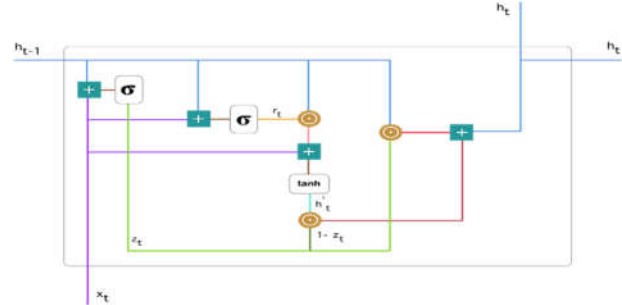 h_t
h_{t-1}
h_t
+
σ
+
σ
r_t
+
+
tanh
h'_t
z_t
1- z_t
x_t